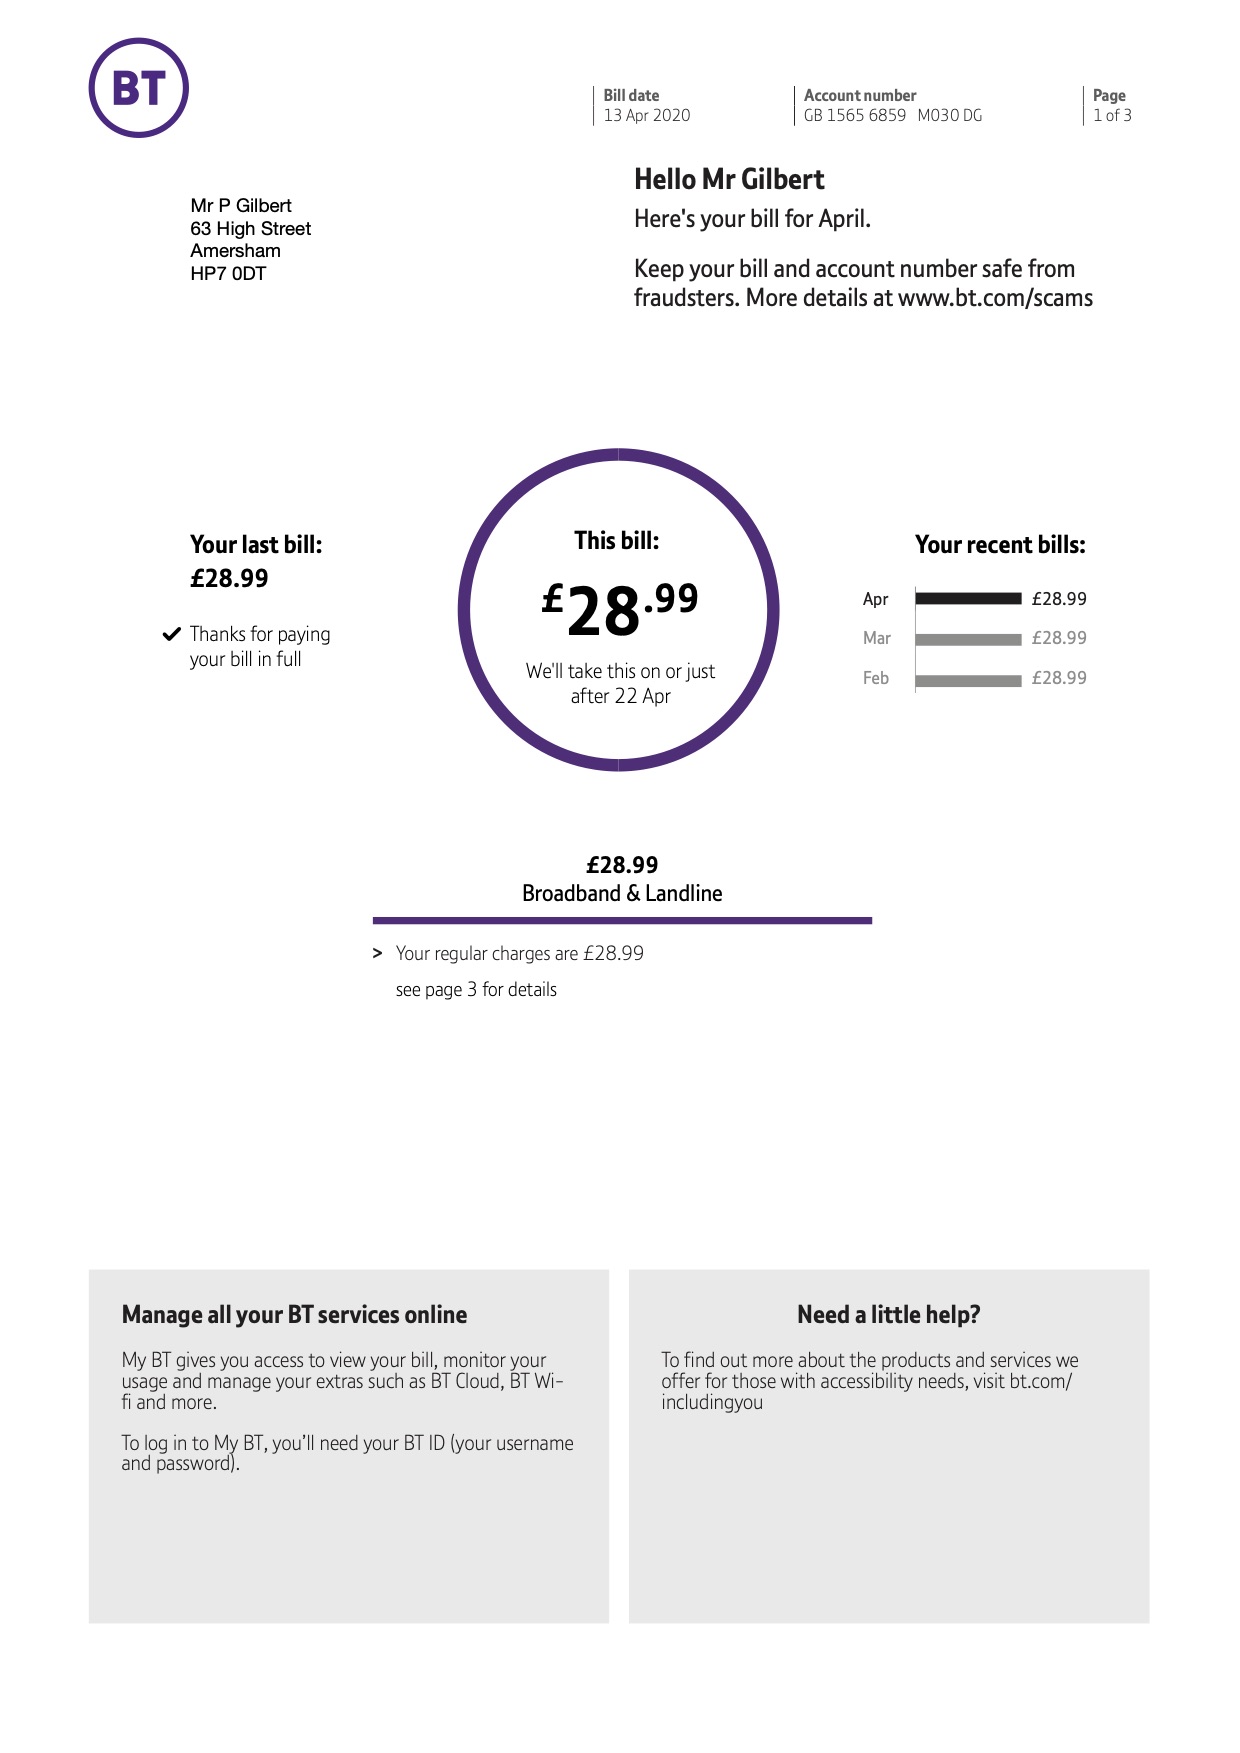 BT
Bill date
13 Apr 2020
Account number
GB 1565 6859 M030 DG
Page
1 of 3
Mr P Gilbert
63 High Street
Amersham
HP7 0DT
Hello Mr Gilbert
Here's your bill for April.
Keep your bill and account number safe from
fraudsters. More details at www.bt.com/scams
Your last bill:
£28.99
Thanks for paying
your bill in full
This bill:
£28.99
We'll take this on or just
after 22 Apr
Your recent bills:
Apr £28.99
Mar £28.99
Feb £28.99
£28.99
Broadband & Landline
> Your regular charges are £28.99
see page 3 for details
Manage all your BT services online
My BT gives you access to view your bill, monitor your
usage and manage your extras such as BT Cloud, BT Wi-
fi and more.
To log in to My BT, you'll need your BT ID (your username
and password).
Need a little help?
To find out more about the products and services we
offer for those with accessibility needs, visit bt.com/
includingyou